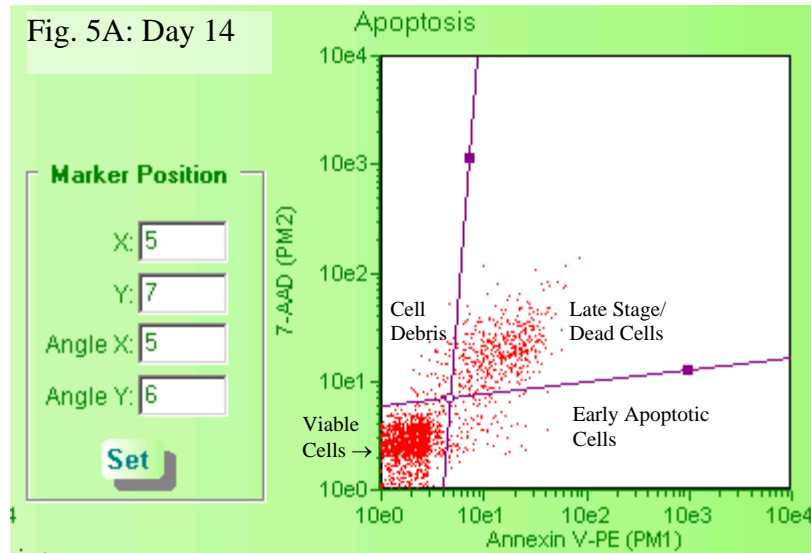 Fig. 5A: Day 14
Apoptosis
Marker Position
X: 5
Y: 7
Angle X: 5
Angle Y: 6
Set
4
7-AAD (PM2)
10e4
10e3
10e2
10e1
10e0
Cell
Debris
Late Stage/
Dead Cells
Viable
Cells →
Early Apoptotic
Cells
10e0 10e1 10e2 10e3 10e4
Annexin V-PE (PM1)